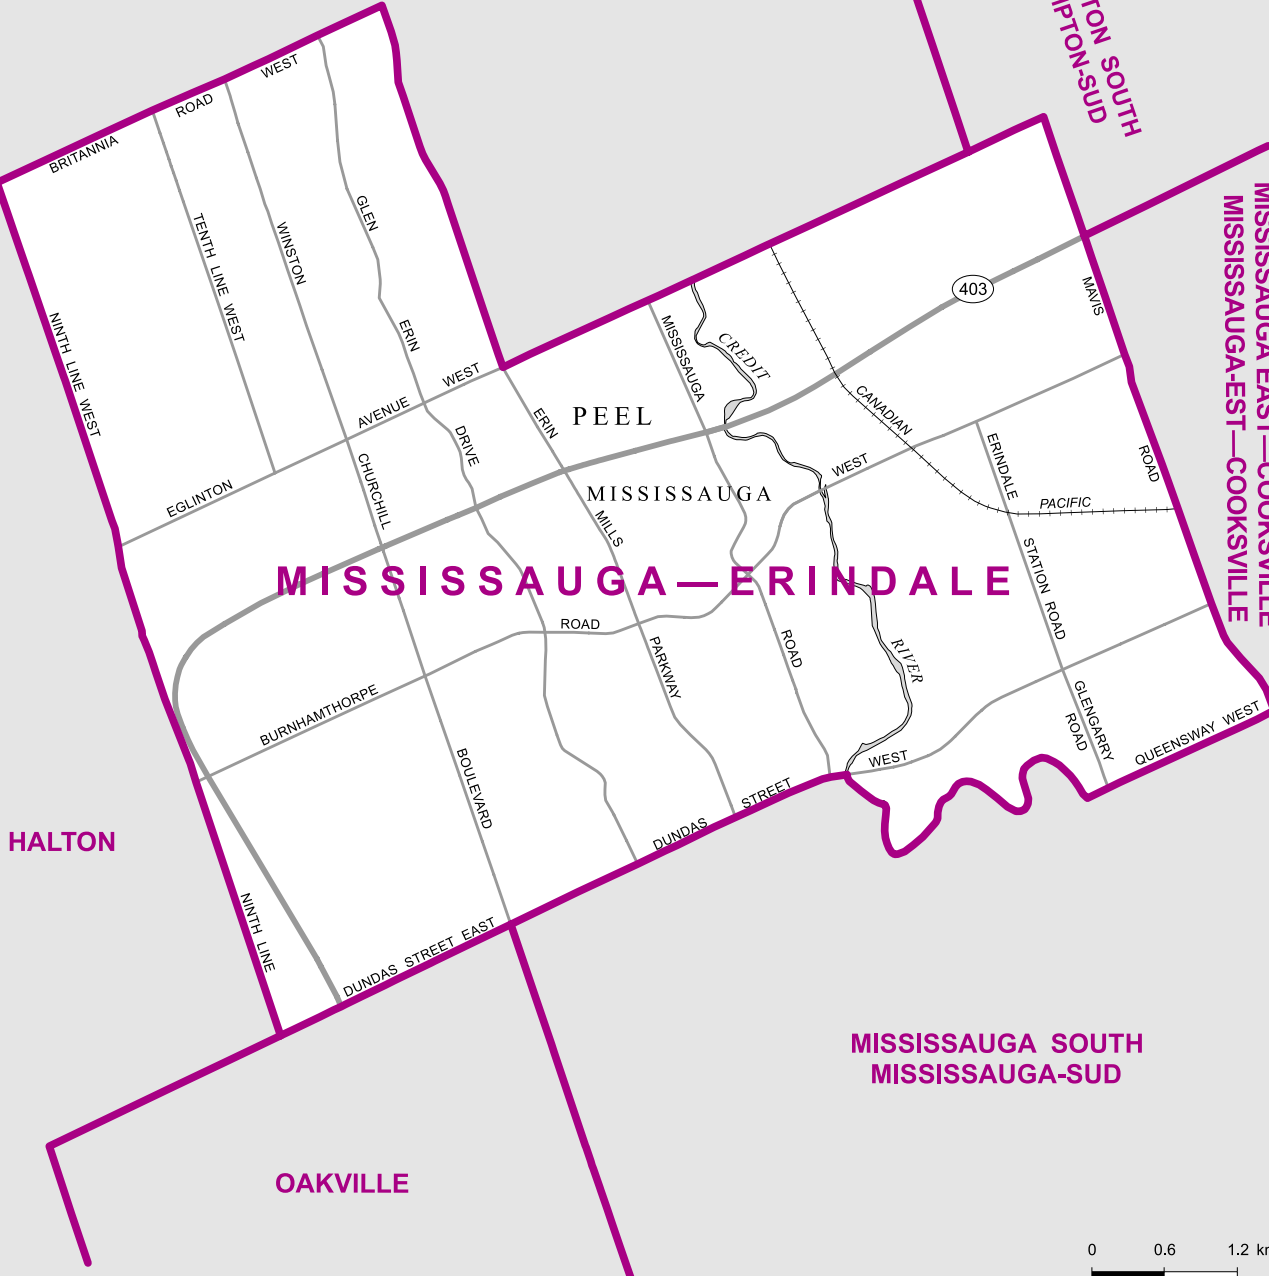 TON SOUTH
PTON-SUD
BRITANNIA ROAD WEST
TENTH LINE WEST
WINSTON
GLEN
ERIN
NINTH LINE WEST
403
MAVIS
MISSISSAUGA EAST—COOKSVILLE
MISSISSAUGA-EST—COOKSVILLE
MISSISSAUGA
CREDIT
EGLINTON AVENUE WEST
ERIN
PEEL
CANADIAN
DRIVE
CHURCHILL
WEST
ERINDALE
ROAD
MISSISSAUGA
PACIFIC
MILLS
MISSISSAUGA—ERINDALE
STATION ROAD
ROAD
PARKWAY
ROAD
RIVER
BURNHAMTHORPE
GLENGARRY
ROAD
BOULEVARD
WEST
QUEENSWAY WEST
DUNDAS STREET
HALTON
NINTH LINE
DUNDAS STREET EAST
MISSISSAUGA SOUTH
MISSISSAUGA-SUD
OAKVILLE
0 0.6 1.2 km